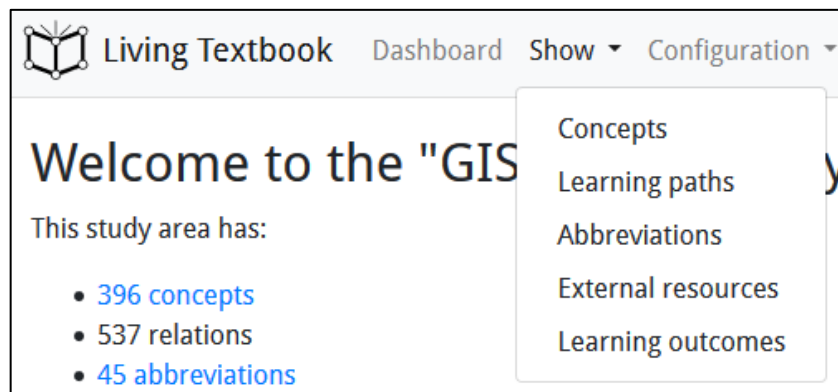 Living Textbook Dashboard Show Configuration
Concepts
Learning paths
Abbreviations
External resources
Learning outcomes
Welcome to the "GIS
This study area has:
396 concepts
537 relations
45 abbreviations